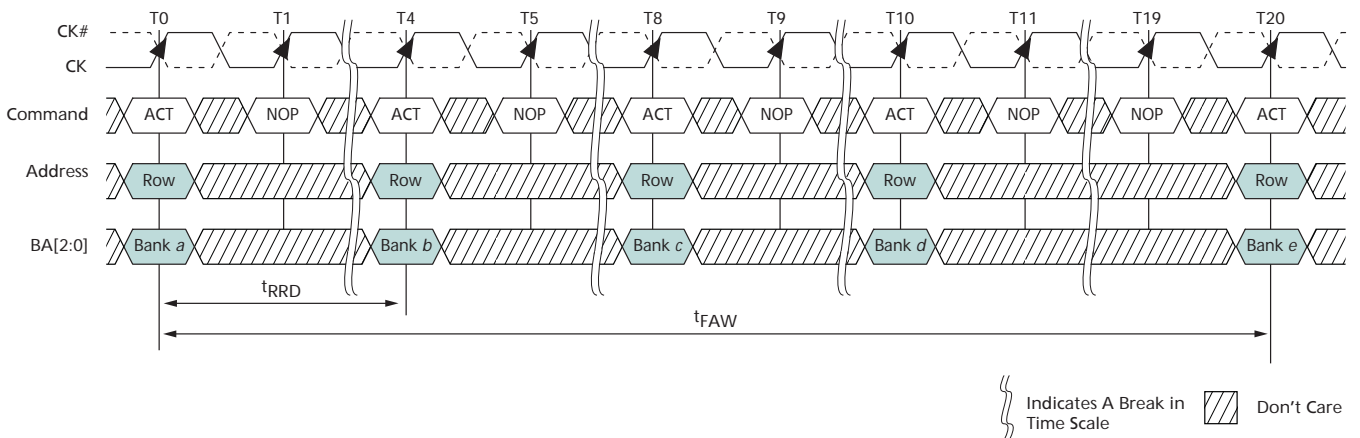 T0 T1 T4 T5 T8 T9 T10 T11 T19 T20
CK#
CK
Command ACT NOP ACT NOP ACT NOP ACT NOP NOP ACT
Address Row Row Row Row Row
BA[2:0] Bank a Bank b Bank c Bank d Bank e
tRRD
tFAW
Indicates A Break in
Time Scale
Don't Care